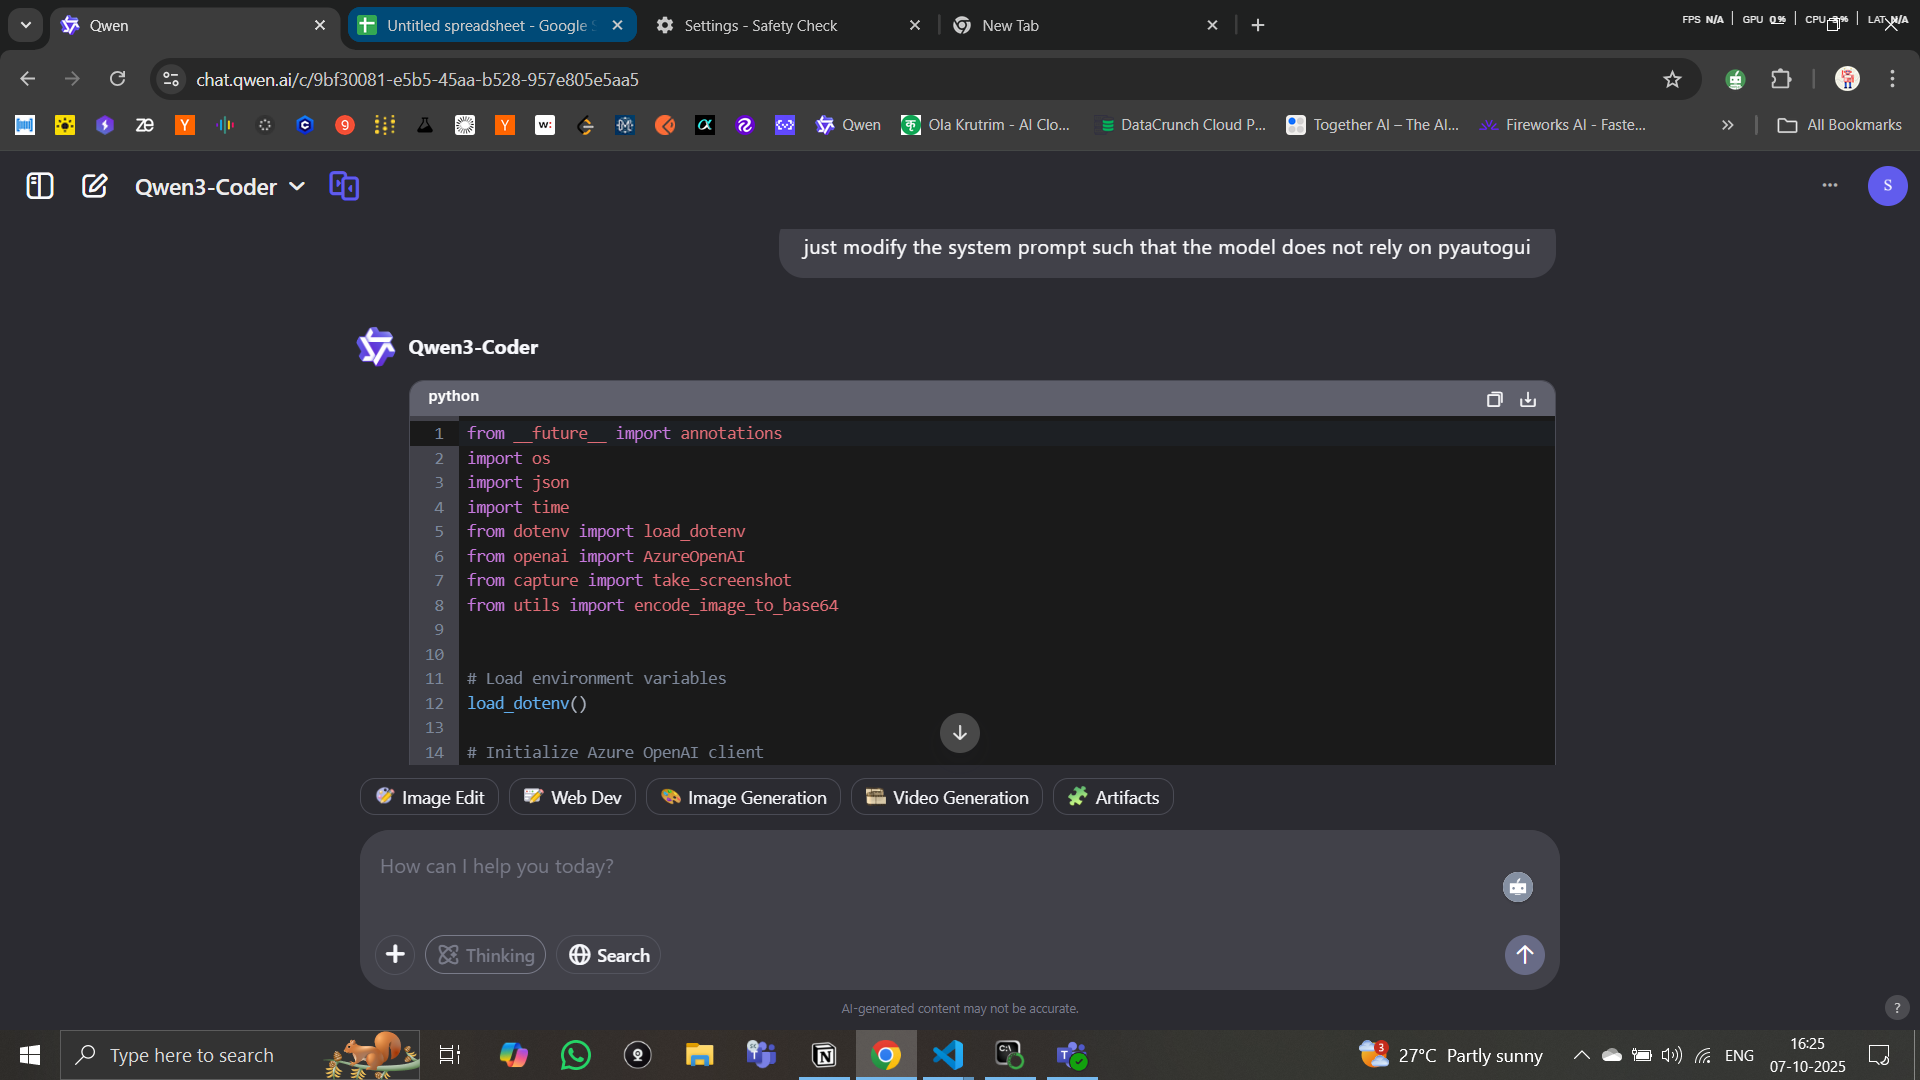 Qwen
Untitled spreadsheet - Google S
Settings - Safety Check
New Tab
FPS N/A
GPU 0%
CPU
LAT N/A
chat.qwen.ai/c/9bf30081-e5b5-45aa-b528-957e805e5aa5
Qwen
Ola Krutrim - AI Clo...
DataCrunch Cloud P...
Together AI – The AI...
Fireworks AI - Faste...
All Bookmarks
Qwen3-Coder
S
just modify the system prompt such that the model does not rely on pyautogui
Qwen3-Coder
python
1 from __future__ import annotations
2 import os
3 import json
4 import time
5 from dotenv import load_dotenv
6 from openai import AzureOpenAI
7 from capture import take_screenshot
8 from utils import encode_image_to_base64
9
10
11 # Load environment variables
12 load_dotenv()
13
14 # Initialize Azure OpenAI client
Image Edit
Web Dev
Image Generation
Video Generation
Artifacts
How can I help you today?
Thinking
Search
AI-generated content may not be accurate.
?
Type here to search
3
27°C Partly sunny
ENG
16:25
07-10-2025